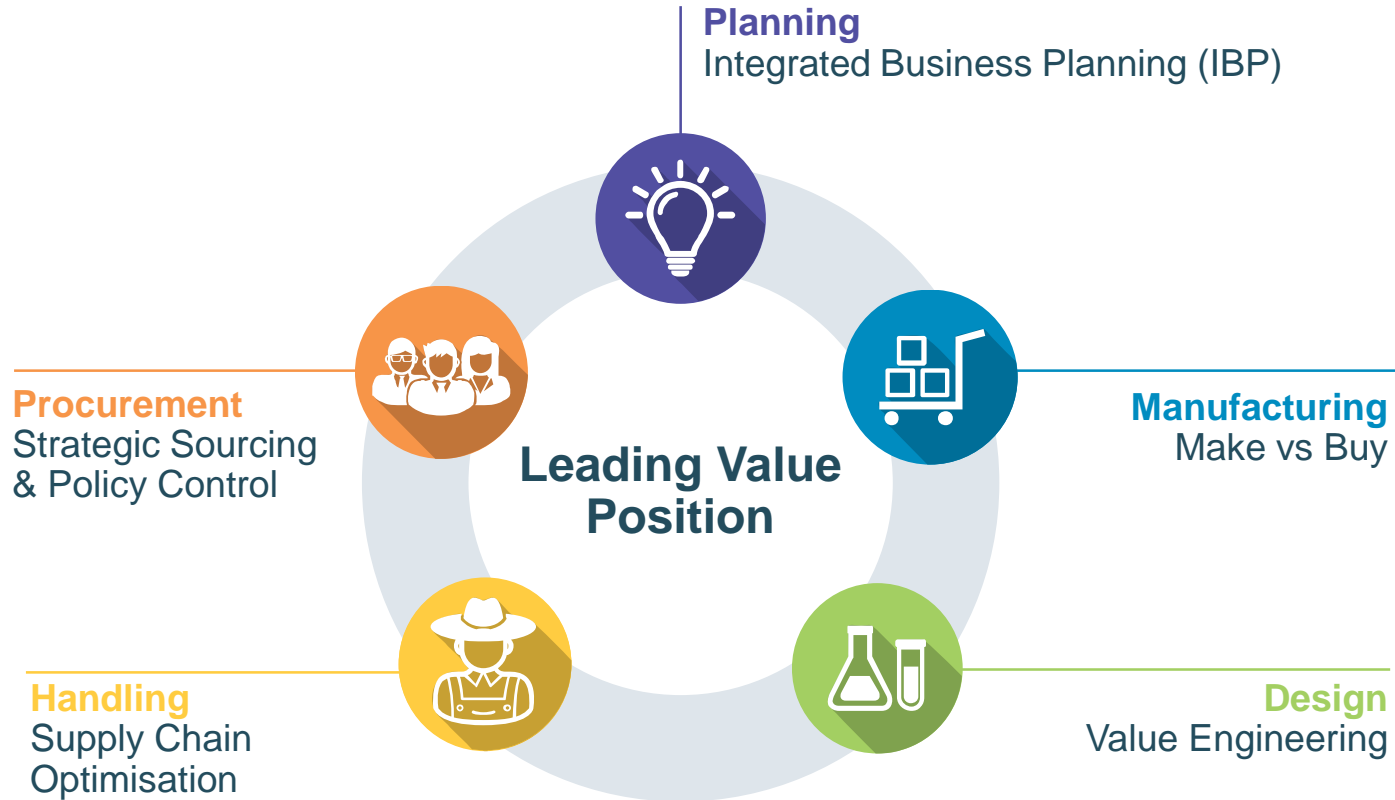 Planning
Integrated Business Planning (IBP)
Procurement
Strategic Sourcing
& Policy Control
Manufacturing
Make vs Buy
Leading Value
Position
Handling
Supply Chain
Optimisation
Design
Value Engineering